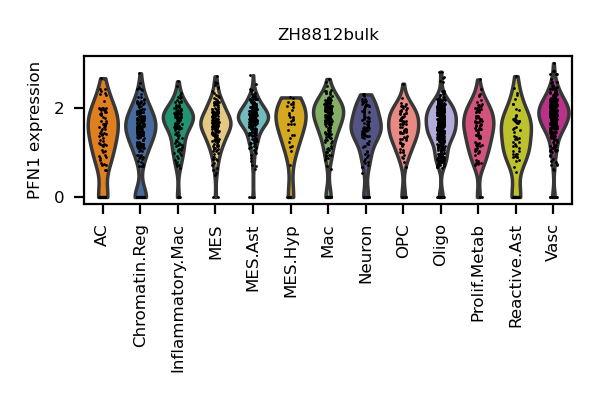 ZH8812bulk
PFN1 expression
2
0
AC
Chromatin.Reg
Inflammatory.Mac
MES
MES.Ast
MES.Hyp
Mac
Neuron
OPC
Oligo
Prolif.Metab
Reactive.Ast
Vasc